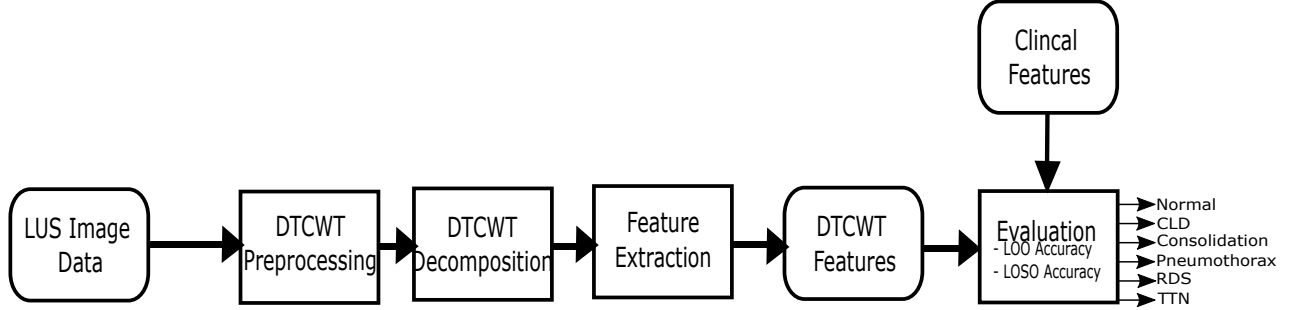 Clincal
Features
LUS Image
Data
DTCWT
Preprocessing
DTCWT
Decomposition
Feature
Extraction
DTCWT
Features
Evaluation
- LOO Accuracy
- LOSO Accuracy
Normal
CLD
Consolidation
Pneumothorax
RDS
TTN